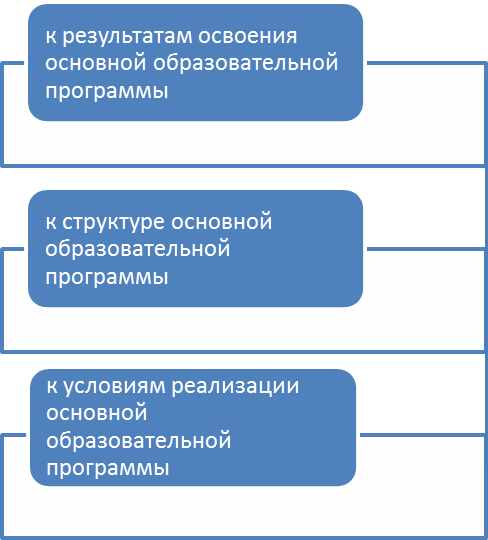 к результатам освоения
основной образовательной
программы
к структуре основной
образовательной
программы
к условиям реализации
основной
образовательной
программы